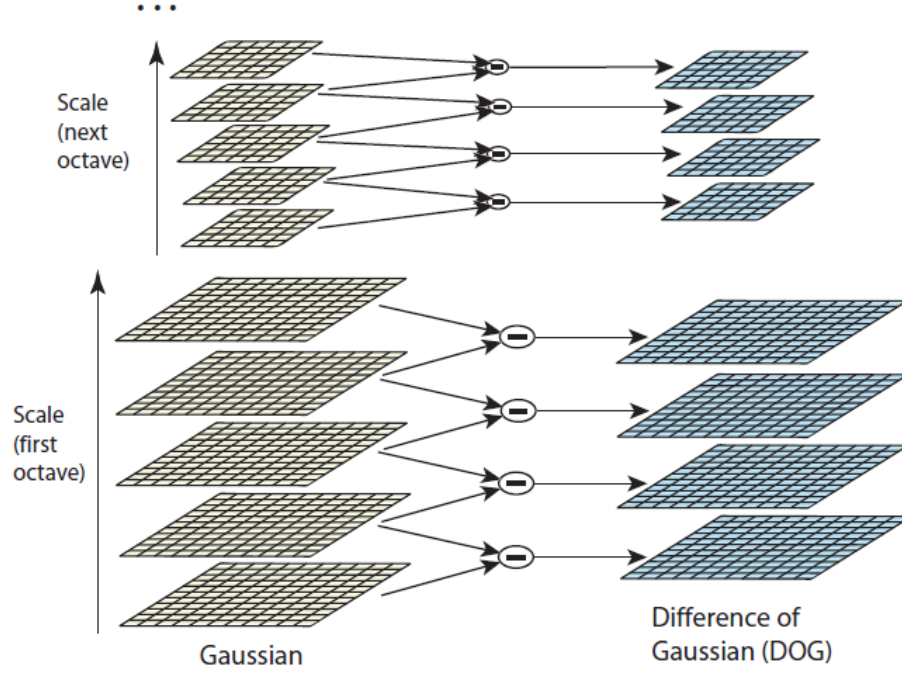 ...
Scale
(next
octave)
Scale
(first
octave)
Gaussian
Difference of
Gaussian (DOG)